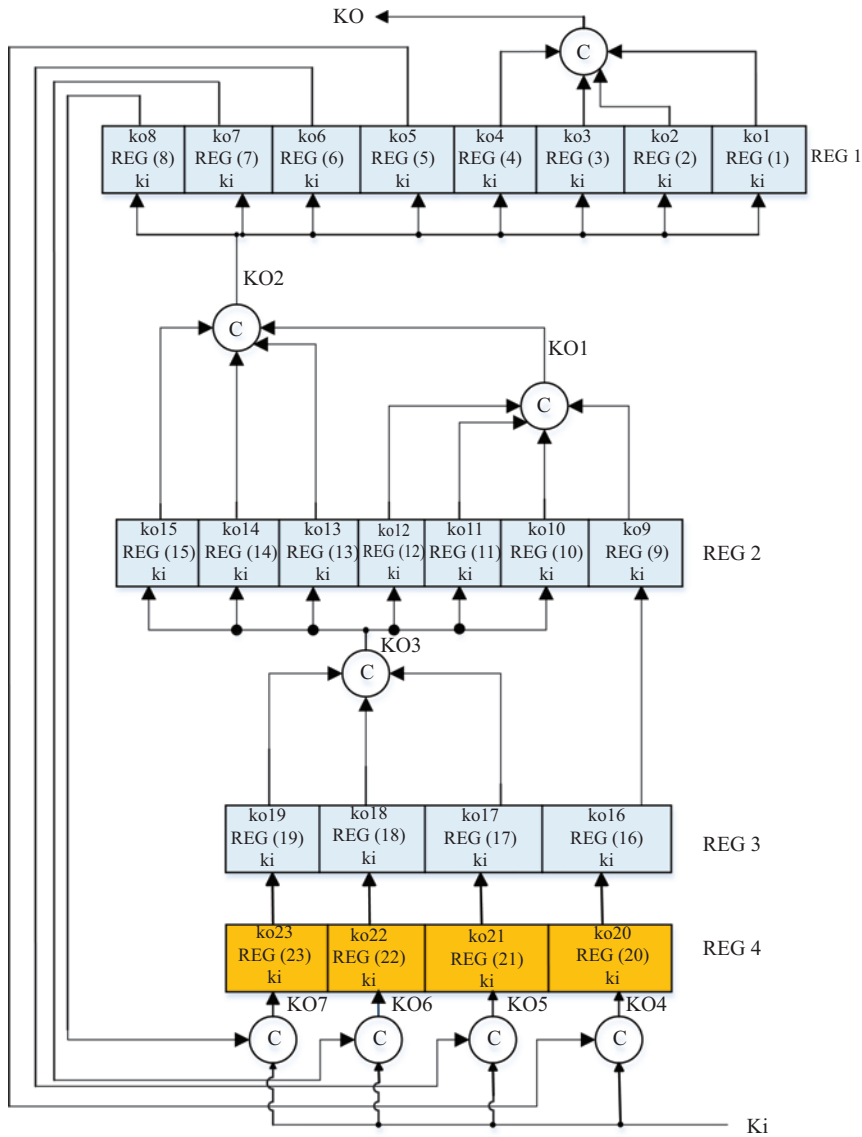 KO
C
ko8 ko7 ko6 ko5 ko4 ko3 ko2 ko1
REG (8) REG (7) REG (6) REG (5) REG (4) REG (3) REG (2) REG (1) REG 1
ki ki ki ki ki ki ki ki
KO2
C
KO1
C
ko15 ko14 ko13 ko12 ko11 ko10 ko9
REG (15) REG (14) REG (13) REG (12) REG (11) REG (10) REG (9) REG 2
ki ki ki ki ki ki ki
KO3
C
ko19 ko18 ko17 ko16
REG (19) REG (18) REG (17) REG (16) REG 3
ki ki ki ki
ko23 ko22 ko21 ko20
REG (23) REG (22) REG (21) REG (20) REG 4
ki ki ki ki
KO7 KO6 KO5 KO4
C C C C
Ki